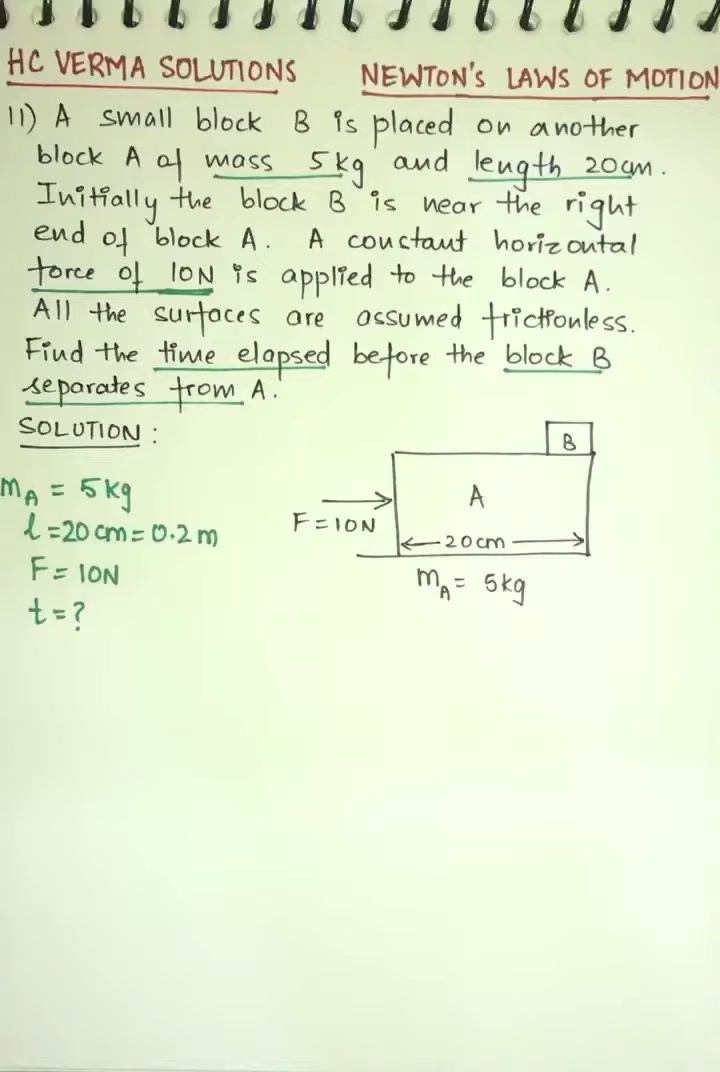 HC VERMA SOLUTIONS NEWTON'S LAWS OF MOTION
11) A small block B is placed on another
block A of mass 5kg and length 20cm.
Initially the block B is near the right
end of block A. A constant horizontal
force of 10N is applied to the block A.
All the surfaces are assumed frictionless.
Find the time elapsed before the block B
separates from A.
SOLUTION :
B
mA = 5kg
l = 20 cm = 0.2 m
F = 10N
t = ?
A
F = 10N
20cm
mA = 5kg